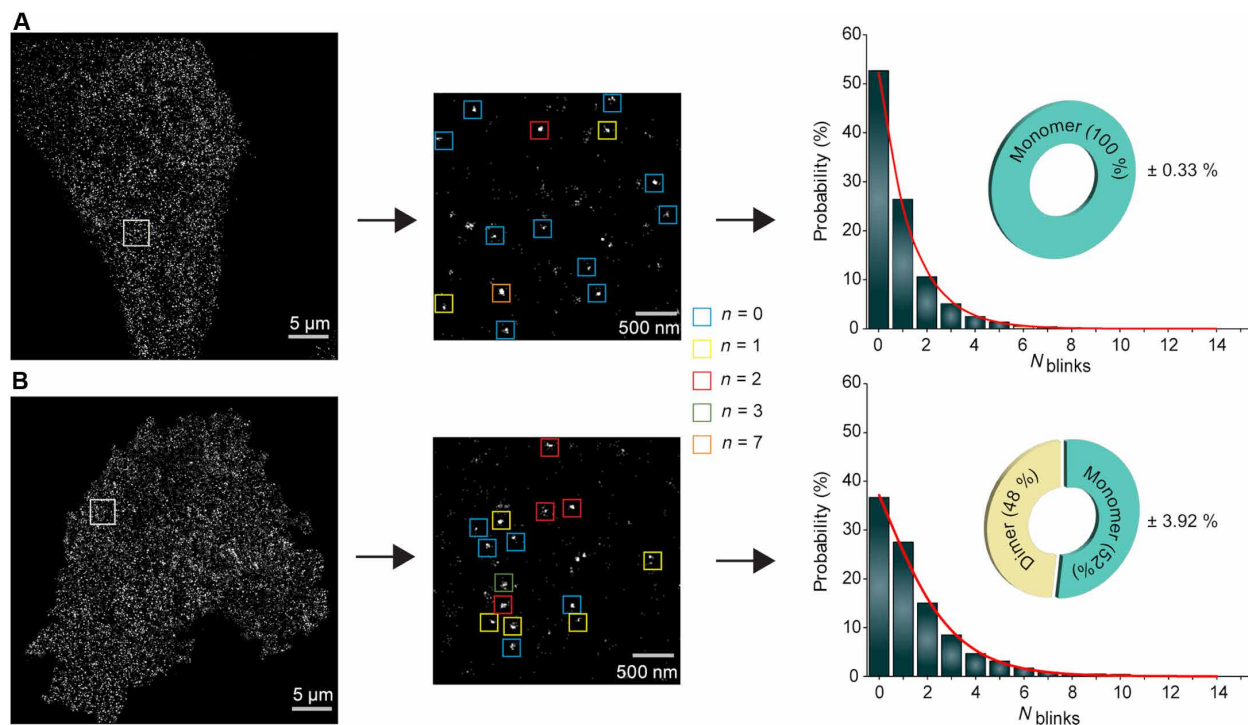 A
5 μm
500 nm
Probability (%)
60
50
40
30
20
10
0
0 2 4 6 8 10 12 14
N blinks
Monomer (100 %)
± 0.33 %
n = 0
n = 1
n = 2
n = 3
n = 7
B
5 μm
500 nm
Probability (%)
60
50
40
30
20
10
0
0 2 4 6 8 10 12 14
N blinks
Dimer (48 %)
Monomer (52%)
± 3.92 %